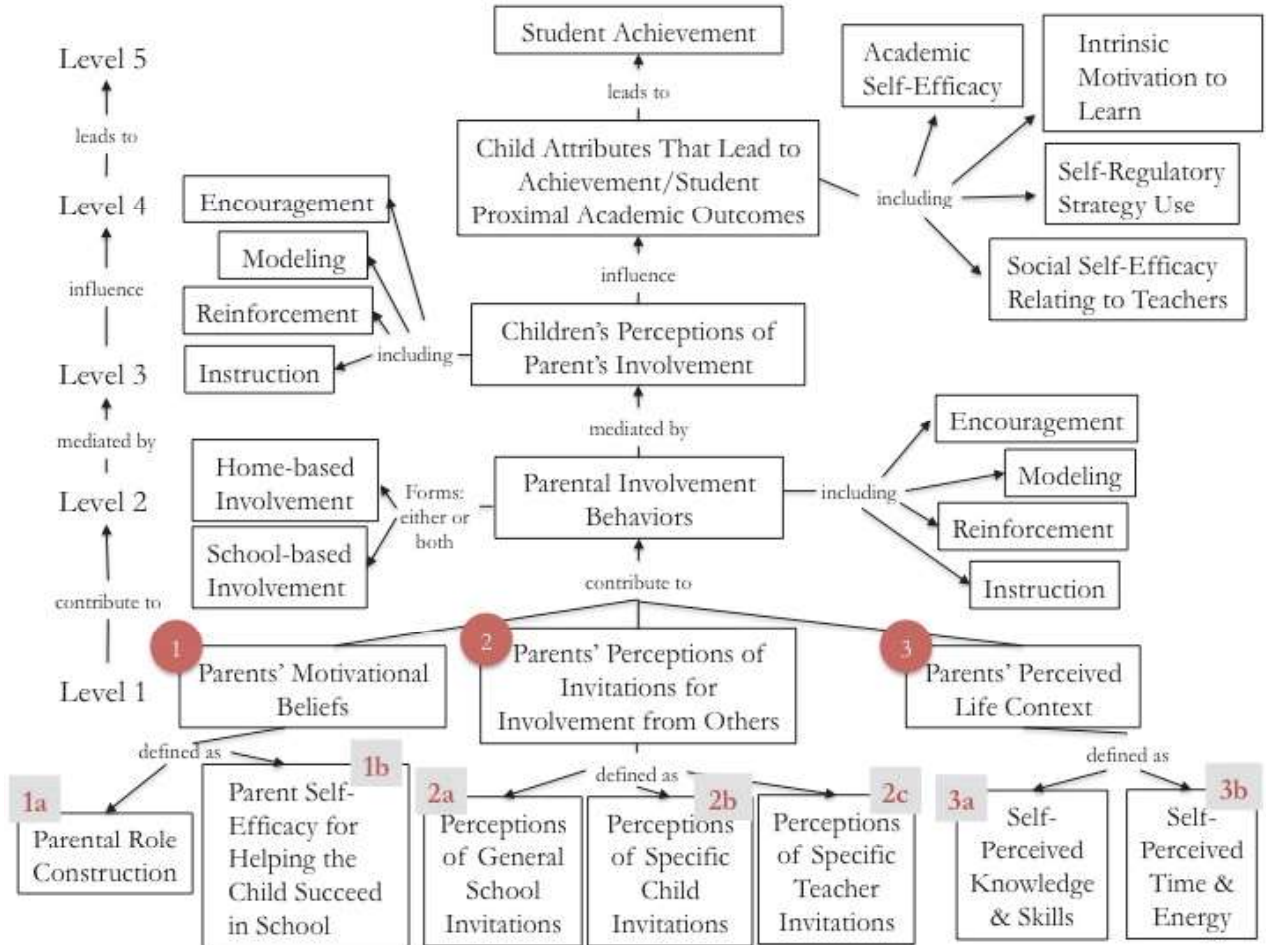 Student Achievement
Level 5
Academic
Self-Efficacy
Intrinsic
Motivation to
Learn
leads to
leads to
Child Attributes That Lead to
Achievement/Student
Proximal Academic Outcomes
including
Self-Regulatory
Strategy Use
Level 4
Encouragement
Modeling
Social Self-Efficacy
Relating to Teachers
influence
influence
Reinforcement
Instruction
including
Children's Perceptions of
Parent's Involvement
Level 3
mediated by
mediated by
Encouragement
Modeling
Reinforcement
Instruction
Home-based
Involvement
School-based
Involvement
Forms:
either or
both
Parental Involvement
Behaviors
including
Level 2
contribute to
contribute to
1
2
3
Level 1
Parents' Motivational
Beliefs
Parents' Perceptions of
Invitations for
Involvement from Others
Parents' Perceived
Life Context
defined as
defined as
defined as
1a
Parental Role
Construction
1b
Parent Self-
Efficacy for
Helping the
Child Succeed
in School
2a
Perceptions
of General
School
Invitations
2b
Perceptions
of Specific
Child
Invitations
2c
Perceptions
of Specific
Teacher
Invitations
3a
Self-
Perceived
Knowledge
& Skills
3b
Self-
Perceived
Time &
Energy